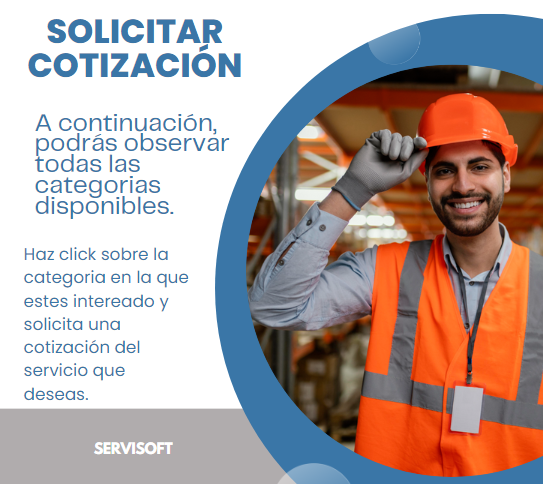 SOLICITAR
COTIZACIÓN
A continuación,
podrás observar
todas las
categorias
disponibles.
Haz click sobre la
categoria en la que
estes intereado y
solicita una
cotización del
servicio que
deseas.
SERVISOFT